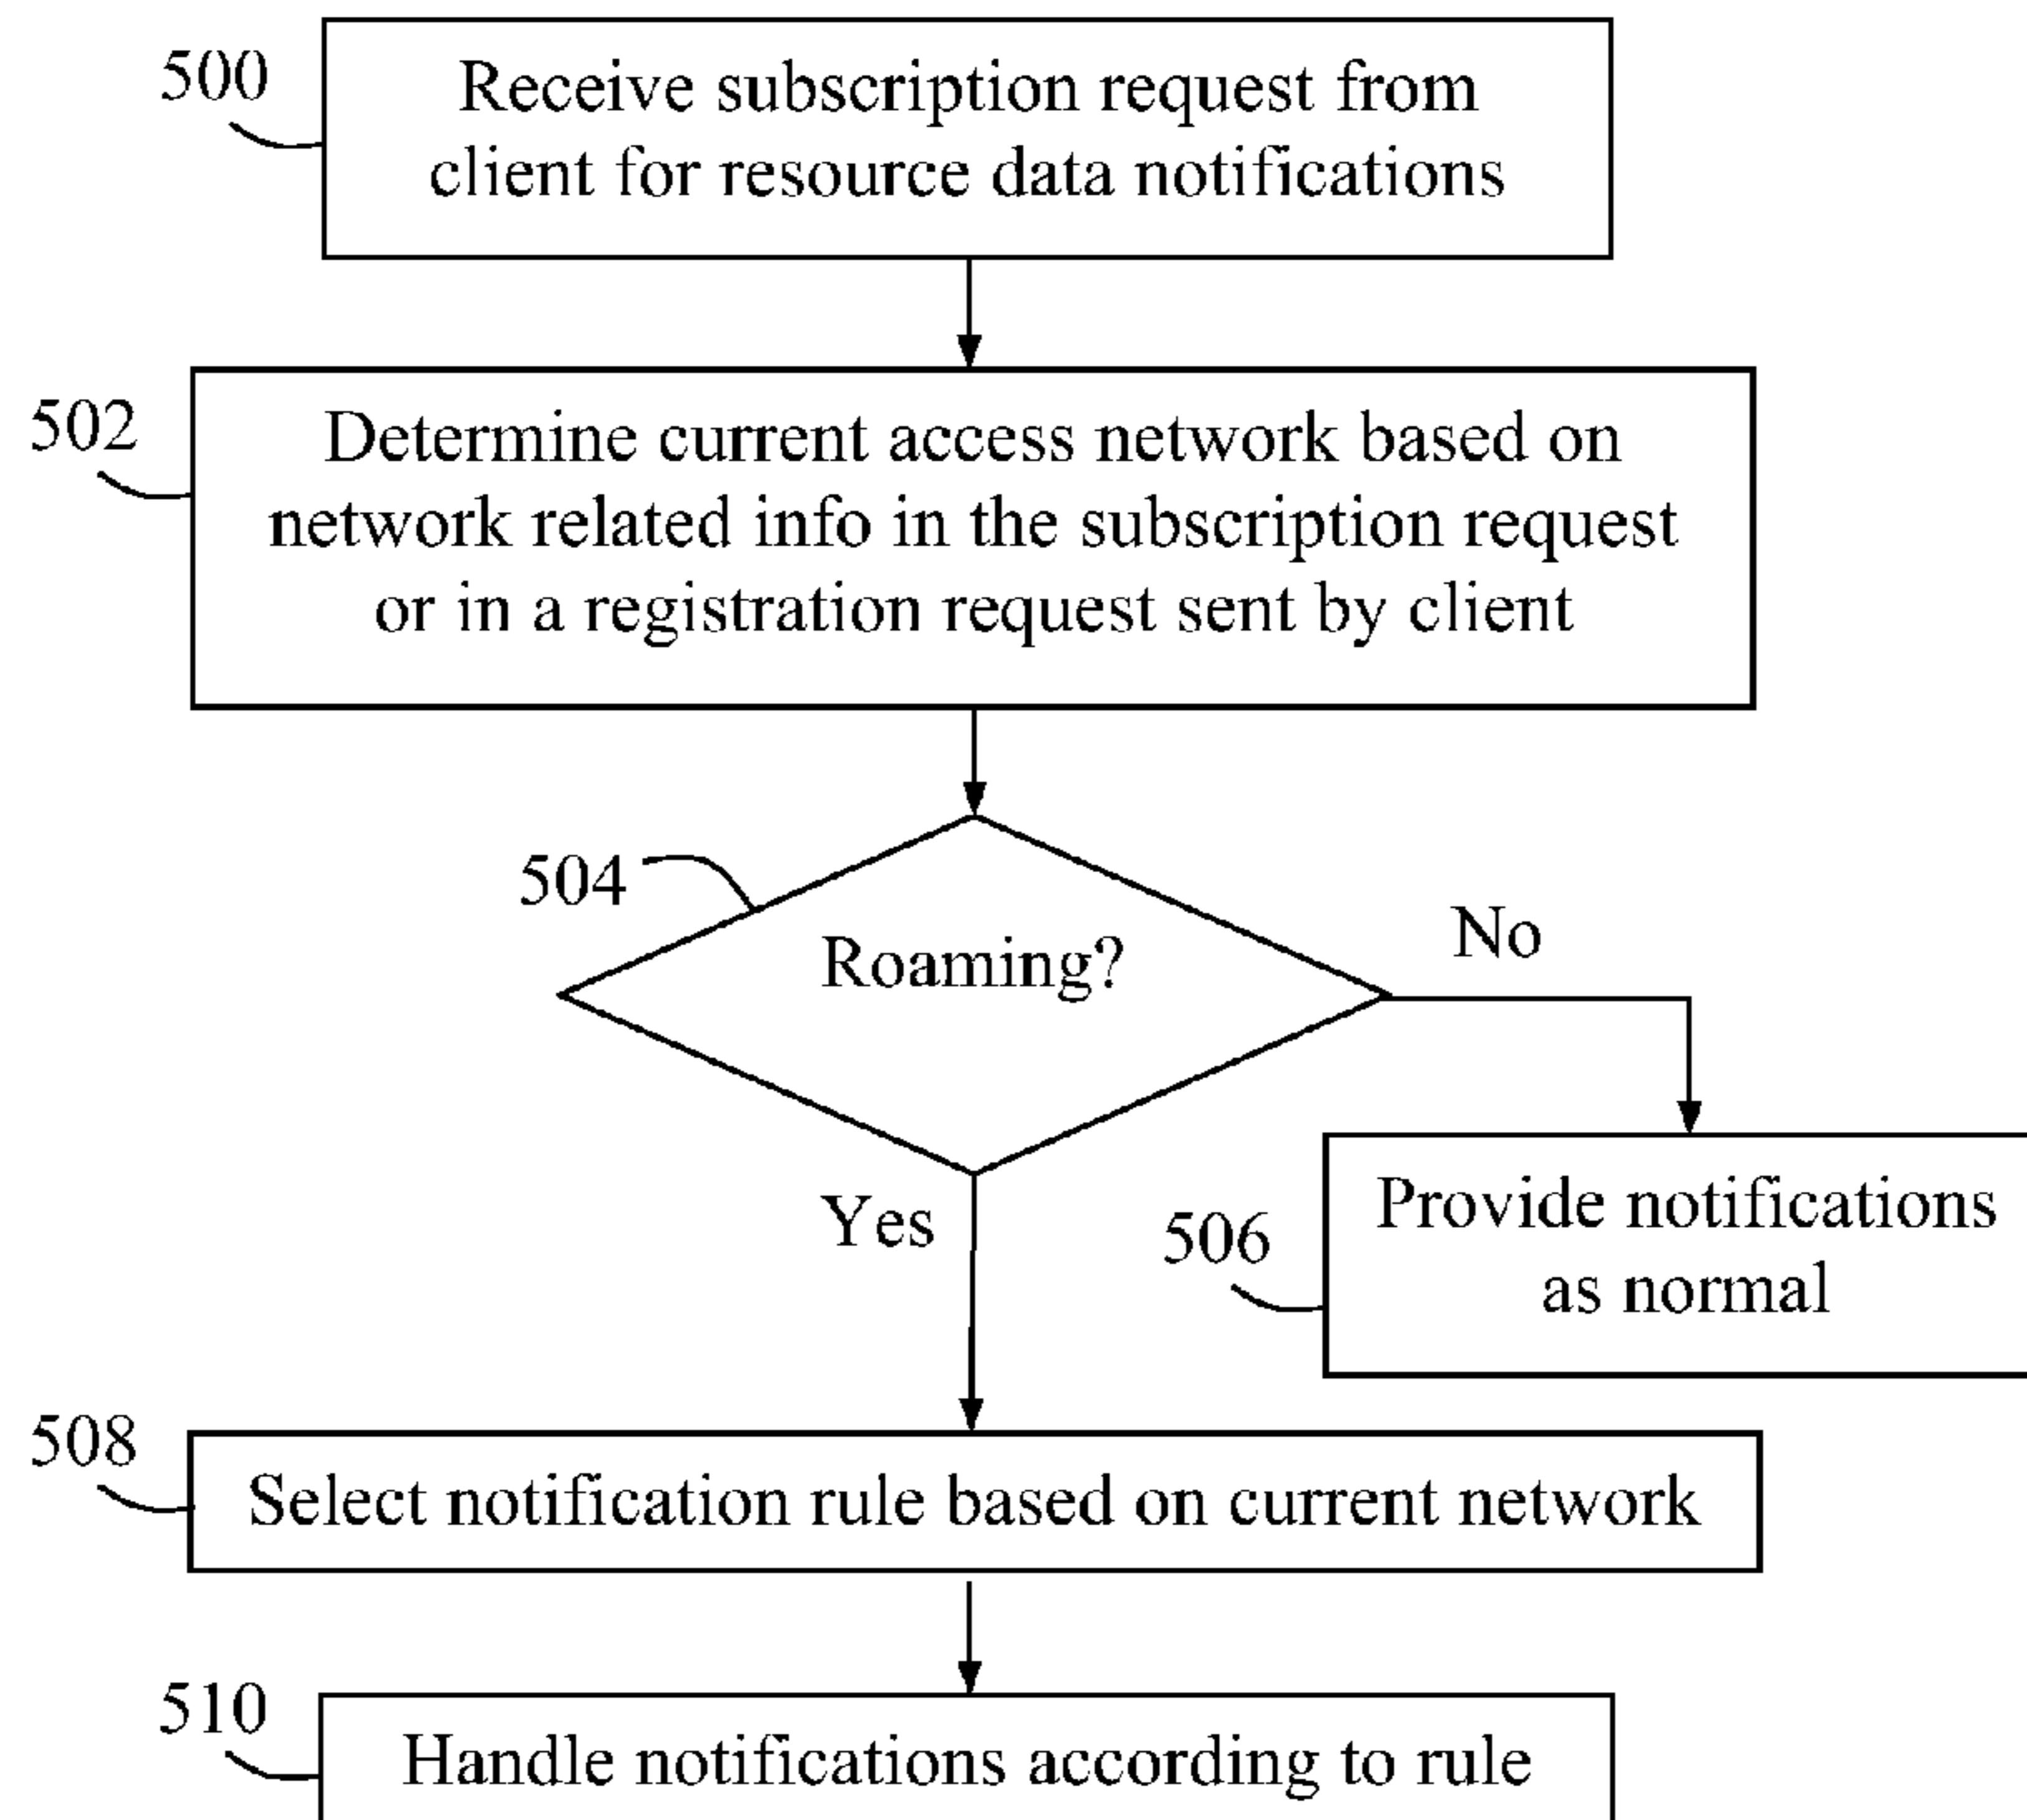 500
Receive subscription request from
client for resource data notifications
502
Determine current access network based on
network related info in the subscription request
or in a registration request sent by client
504
Roaming?
No
Yes
506
Provide notifications
as normal
508
Select notification rule based on current network
510
Handle notifications according to rule